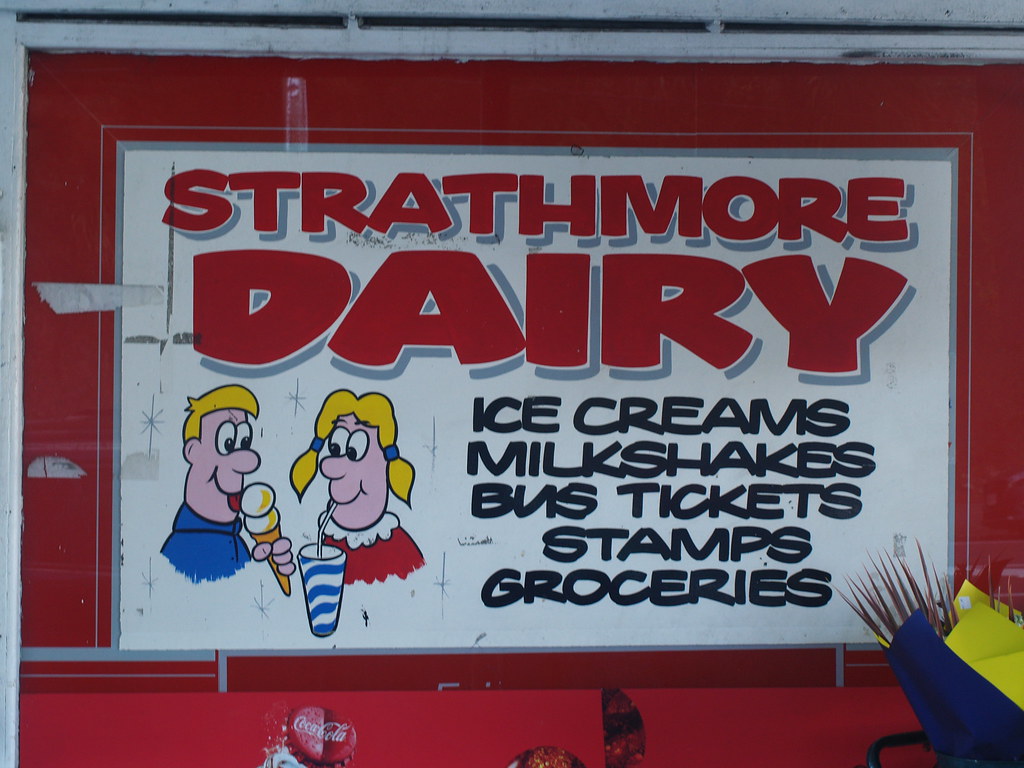 STRATHMORE
DAIRY
ICE CREAMS
MILKSHAKES
BUS TICKETS
STAMPS
GROCERIES
Coca-Cola